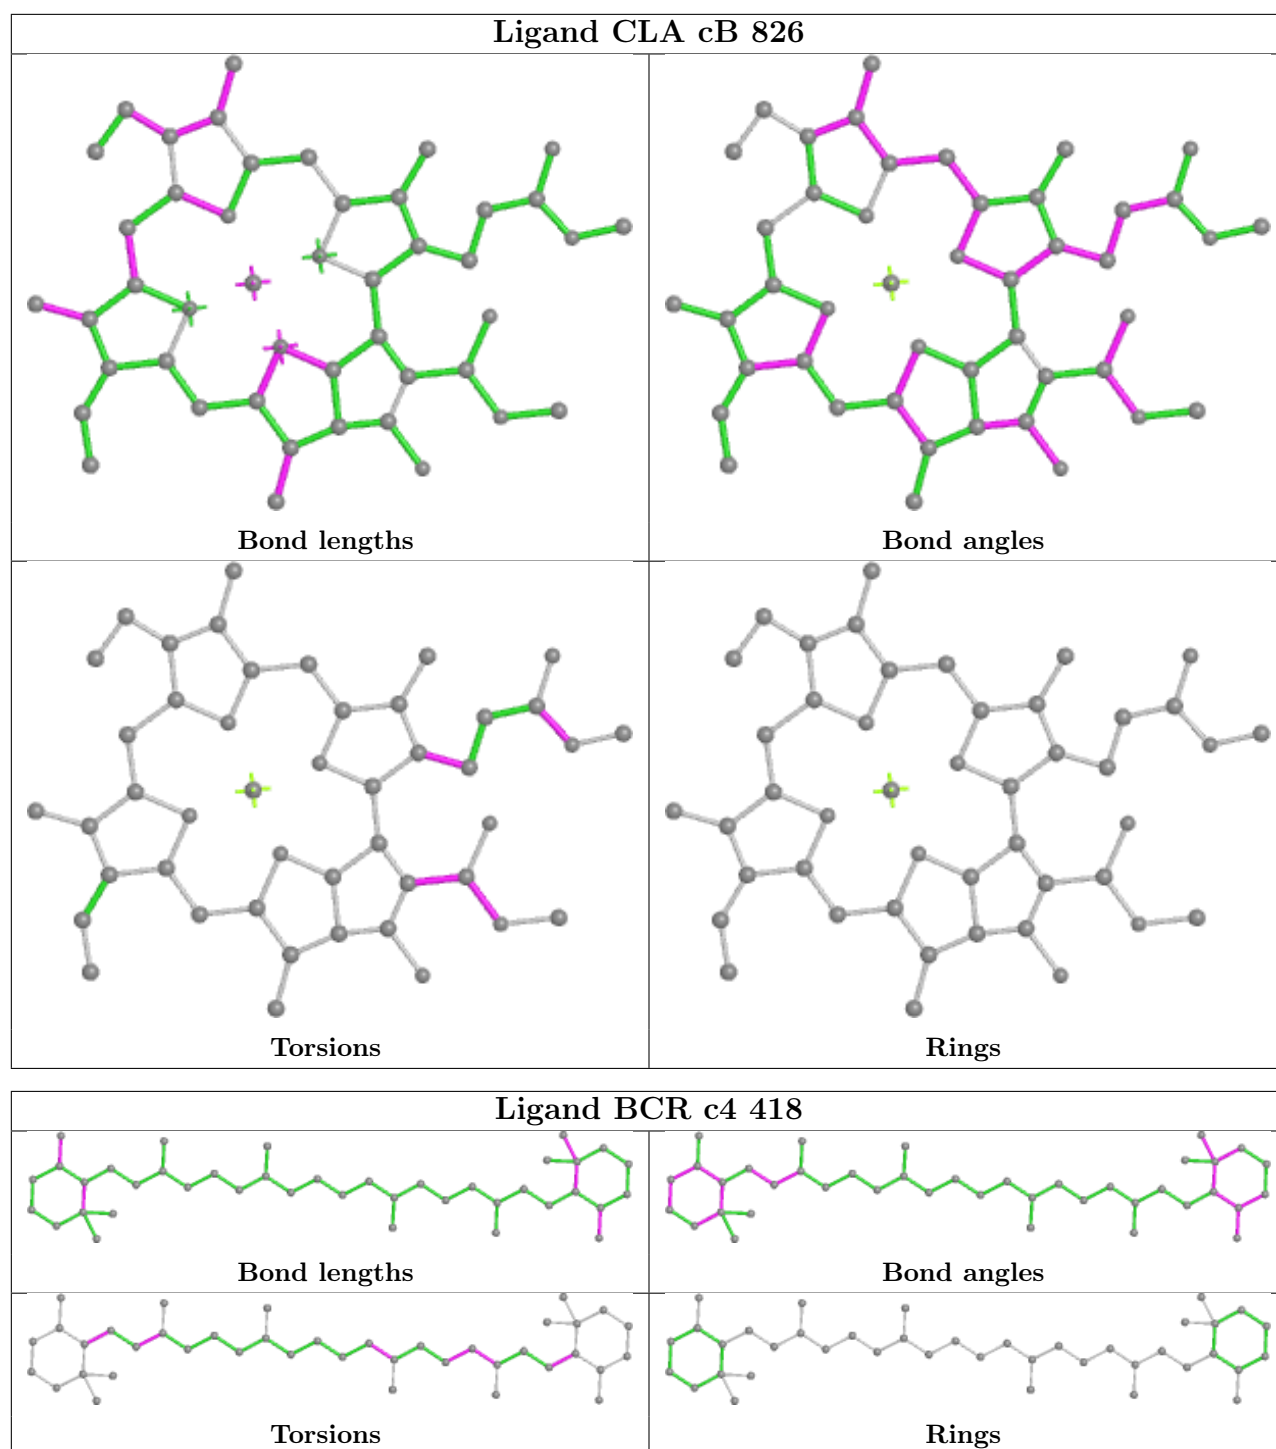 Ligand CLA cB 826
Bond lengths
Bond angles
Torsions
Rings
Ligand BCR c4 418
Bond lengths
Bond angles
Torsions
Rings